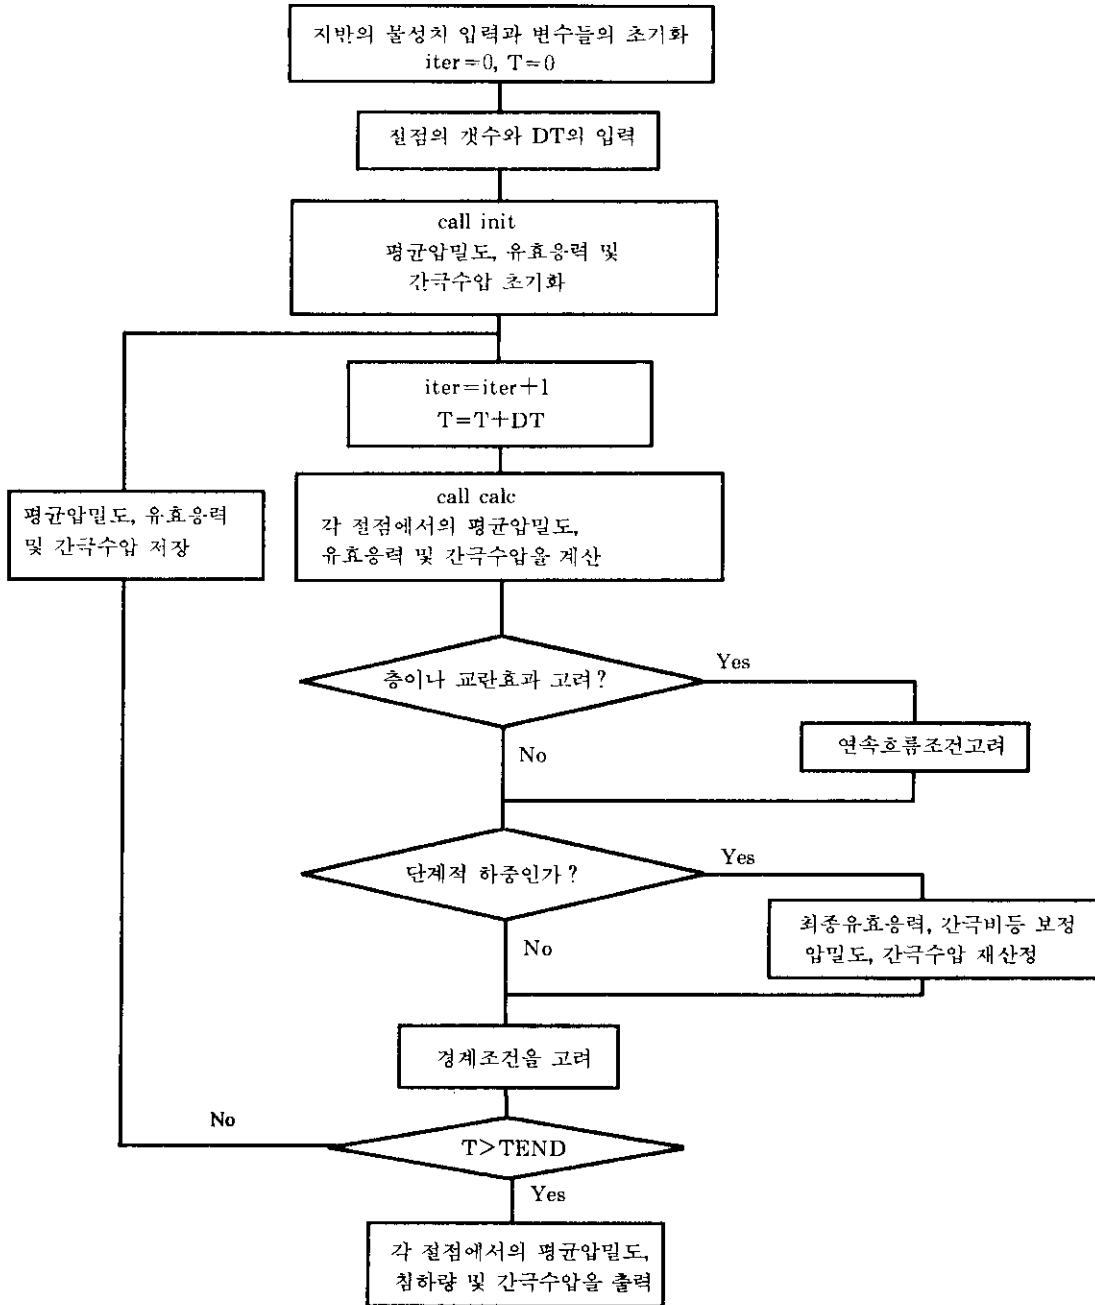 지반의 물성치 입력과 변수들의 초기화
iter=0, T=0
절점의 갯수와 DT의 입력
call init
평균압밀도, 유효응력 및
간극수압 초기화
iter=iter+1
T=T+DT
평균압밀도, 유효응력
및 간극수압 저장
call calc
각 절점에서의 평균압밀도,
유효응력 및 간극수압을 계산
층이나 교란효과 고려?
Yes
No
연속흐름조건고려
단계적 하중인가?
Yes
No
최종유효응력, 간극비등 보정
압밀도, 간극수압 재산정
경계조건을 고려
No
T>TEND
Yes
각 절점에서의 평균압밀도,
침하량 및 간극수압을 출력